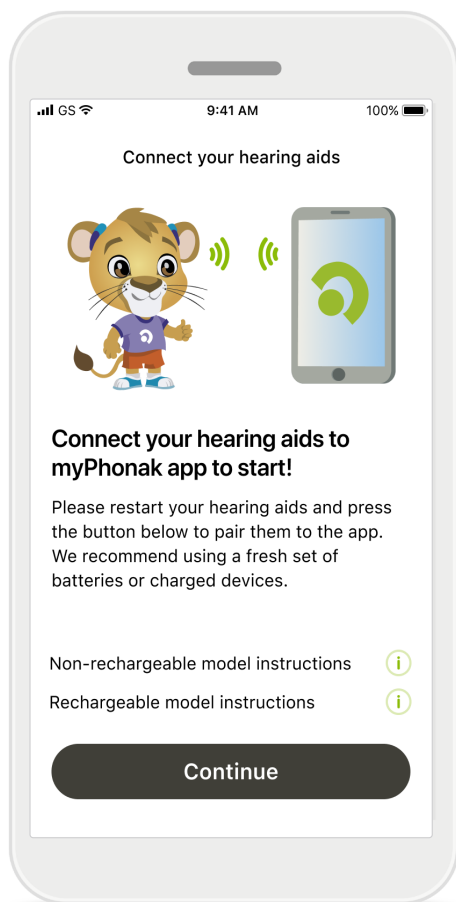 GS 9:41 AM 100%
Connect your hearing aids
Connect your hearing aids to
myPhonak app to start!
Please restart your hearing aids and press
the button below to pair them to the app.
We recommend using a fresh set of
batteries or charged devices.
Non-rechargeable model instructions i
Rechargeable model instructions i
Continue